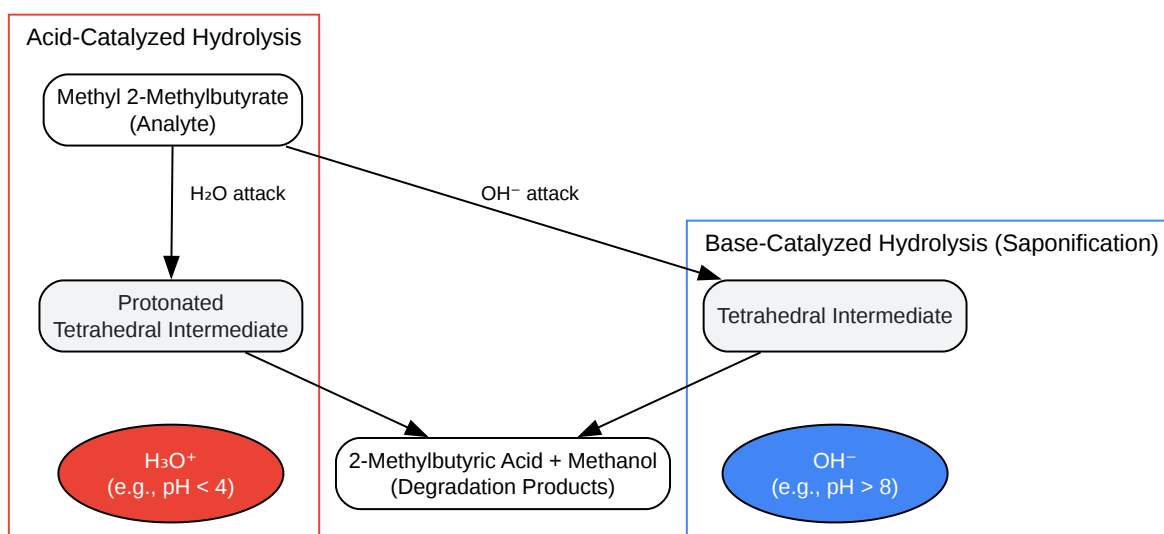 Acid-Catalyzed Hydrolysis
Methyl 2-Methylbutyrate
(Analyte)
H₂O attack
OH⁻ attack
Base-Catalyzed Hydrolysis (Saponification)
Protonated
Tetrahedral Intermediate
Tetrahedral Intermediate
H₃O⁺
(e.g., pH < 4)
2-Methylbutyric Acid + Methanol
(Degradation Products)
OH⁻
(e.g., pH > 8)